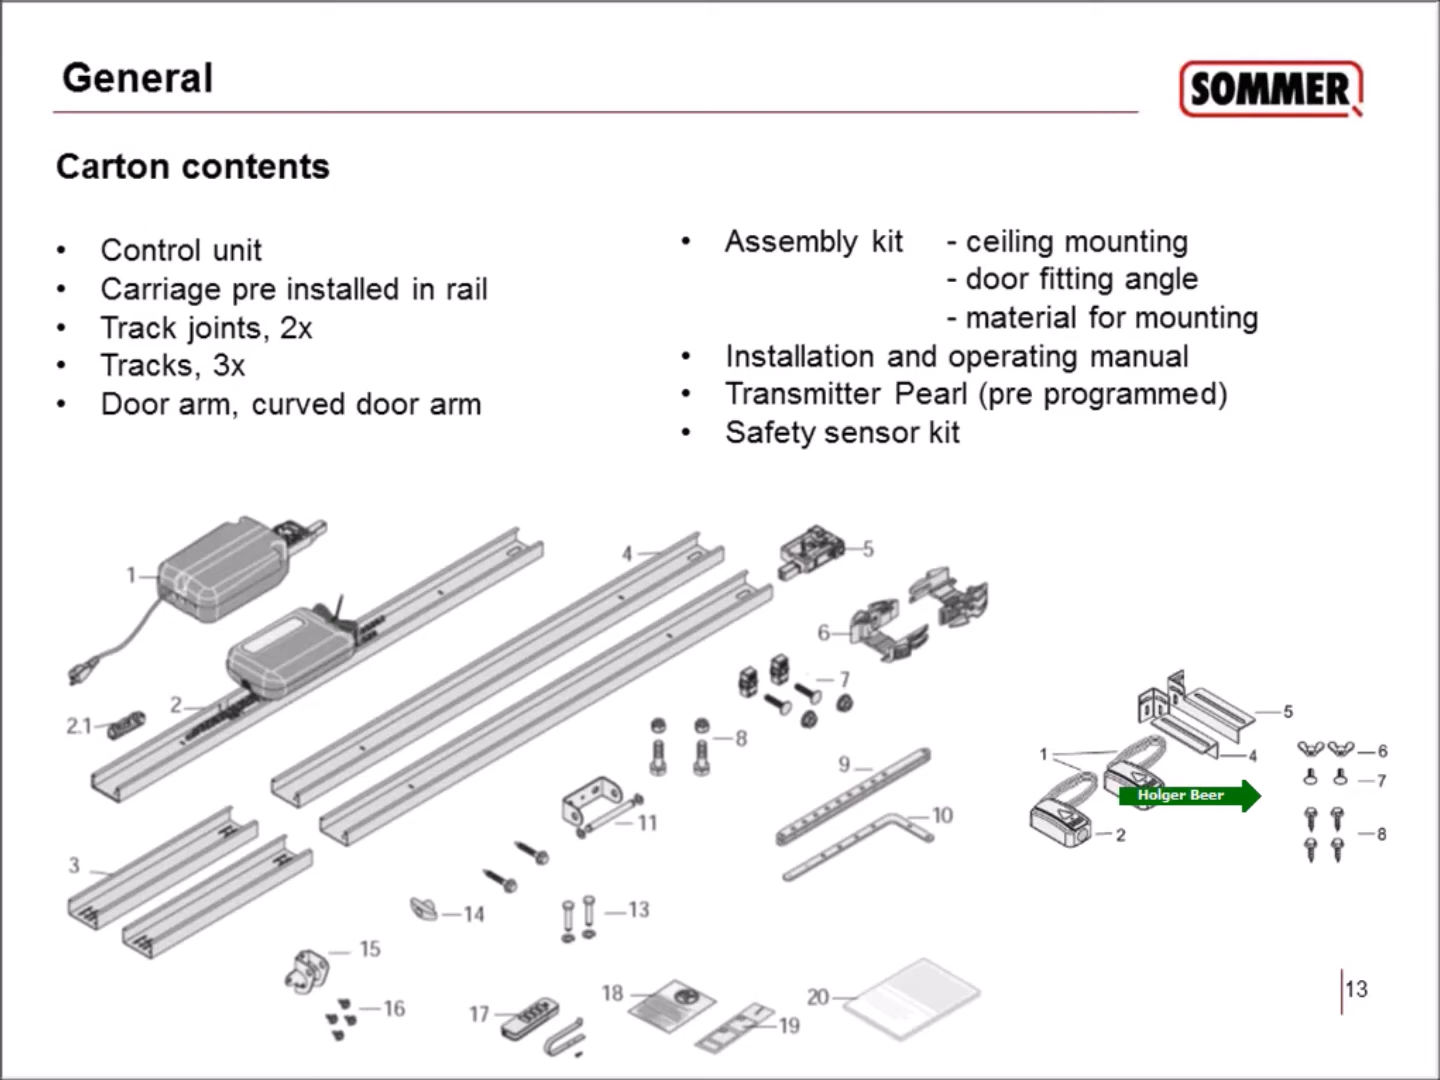 General
SOMMER
Carton contents
• Control unit
• Carriage pre installed in rail
• Track joints, 2x
• Tracks, 3x
• Door arm, curved door arm
• Assembly kit - ceiling mounting
- door fitting angle
- material for mounting
• Installation and operating manual
• Transmitter Pearl (pre programmed)
• Safety sensor kit
1
2
2.1
3
4
5
6
7
8
9
10
11
13
14
15
16
17
18
19
20
1
2
4
5
6
7
8
Holger Beer
13